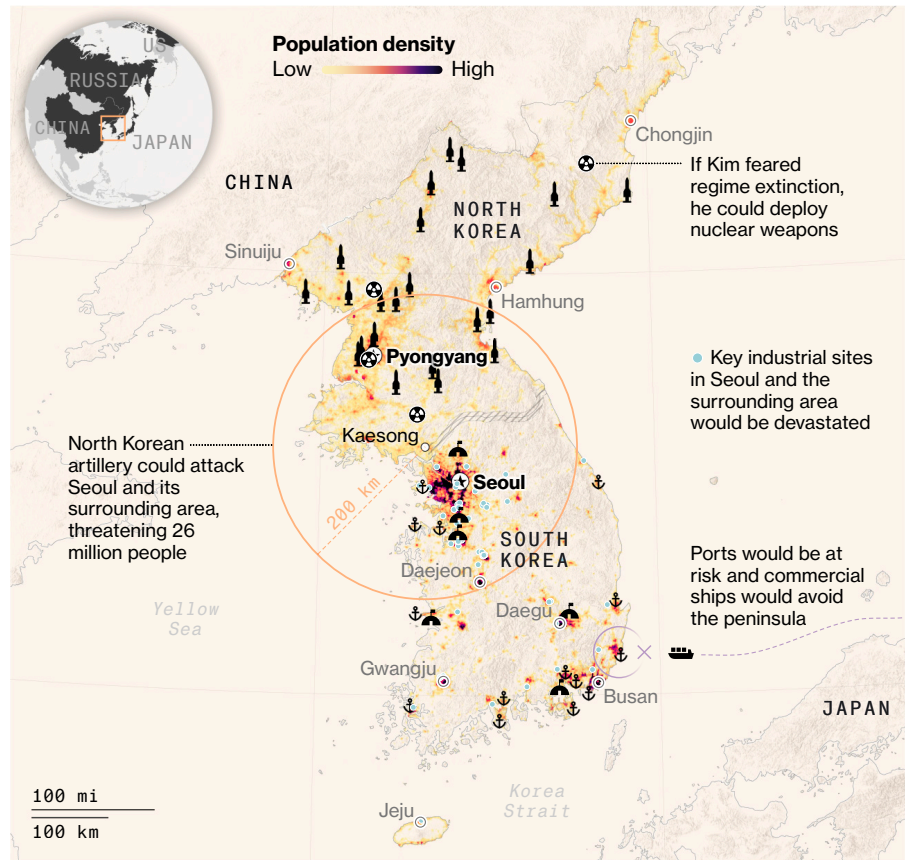 Population density
Low High
US
RUSSIA
CHINA
JAPAN
Chongjin
If Kim feared
regime extinction,
he could deploy
nuclear weapons
CHINA
NORTH
KOREA
Sinuiju
Hamhung
Pyongyang
Key industrial sites
in Seoul and the
surrounding area
would be devastated
Kaesong
North Korean
artillery could attack
Seoul and its
surrounding area,
threatening 26
million people
200 km
Seoul
SOUTH
KOREA
Daejeon
Ports would be at
risk and commercial
ships would avoid
the peninsula
Yellow
Sea
Daegu
Gwangju
Busan
JAPAN
100 mi
100 km
Korea
Strait
Jeju